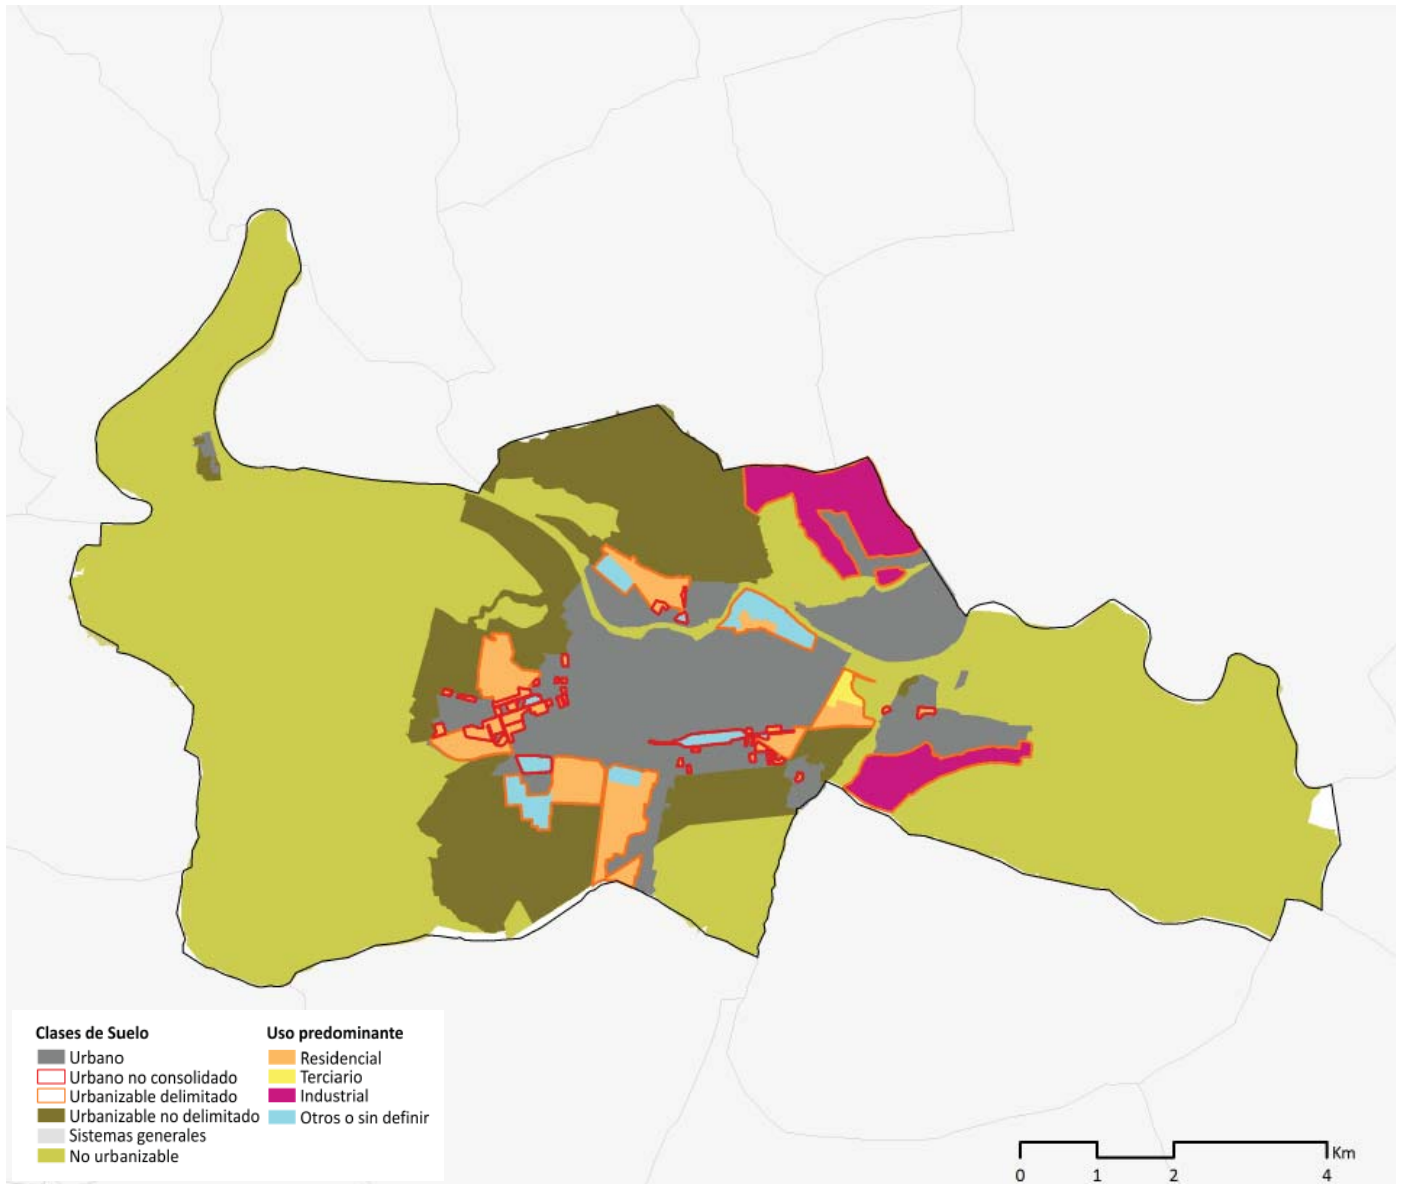 Clases de Suelo
Urbano
Urbano no consolidado
Urbanizable delimitado
Urbanizable no delimitado
Sistemas generales
No urbanizable
Uso predominante
Residencial
Terciario
Industrial
Otros o sin definir
Km
0 1 2 4